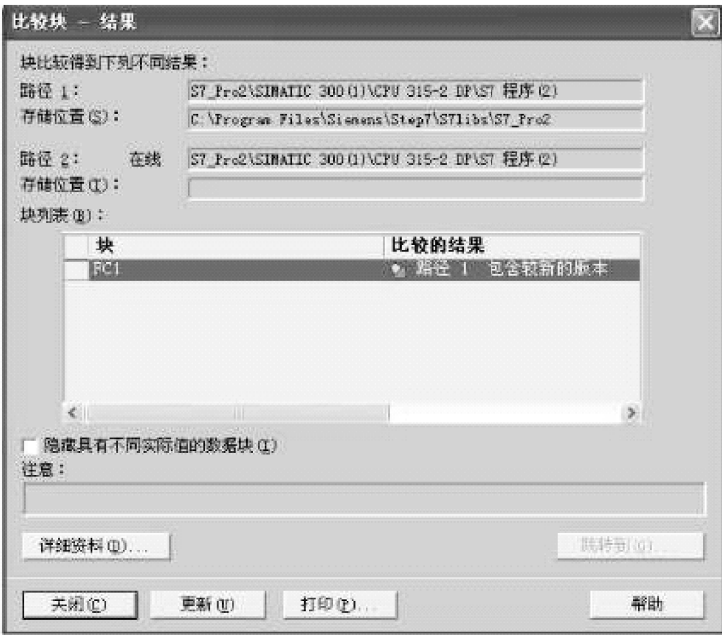 比较块 - 结果
块比较得到下列不同结果：
路径 1： S7_Pro2\SIMATIC 300(1)\CPU 315-2 DP\S7 程序(2)
存储位置(S)： C:\Program Files\Siemens\Step7\S7libs\S7_Pro2
路径 2： 在线 S7_Pro2\SIMATIC 300(1)\CPU 315-2 DP\S7 程序(2)
存储位置(T)：
块列表(B)：
块 比较的结果
FC1 路径 1 包含较新的版本
隐藏具有不同实际值的数据块(I)
注意：
详细资料(D)... 跳转到(G)...
关闭(C) 更新(U) 打印(P)... 帮助